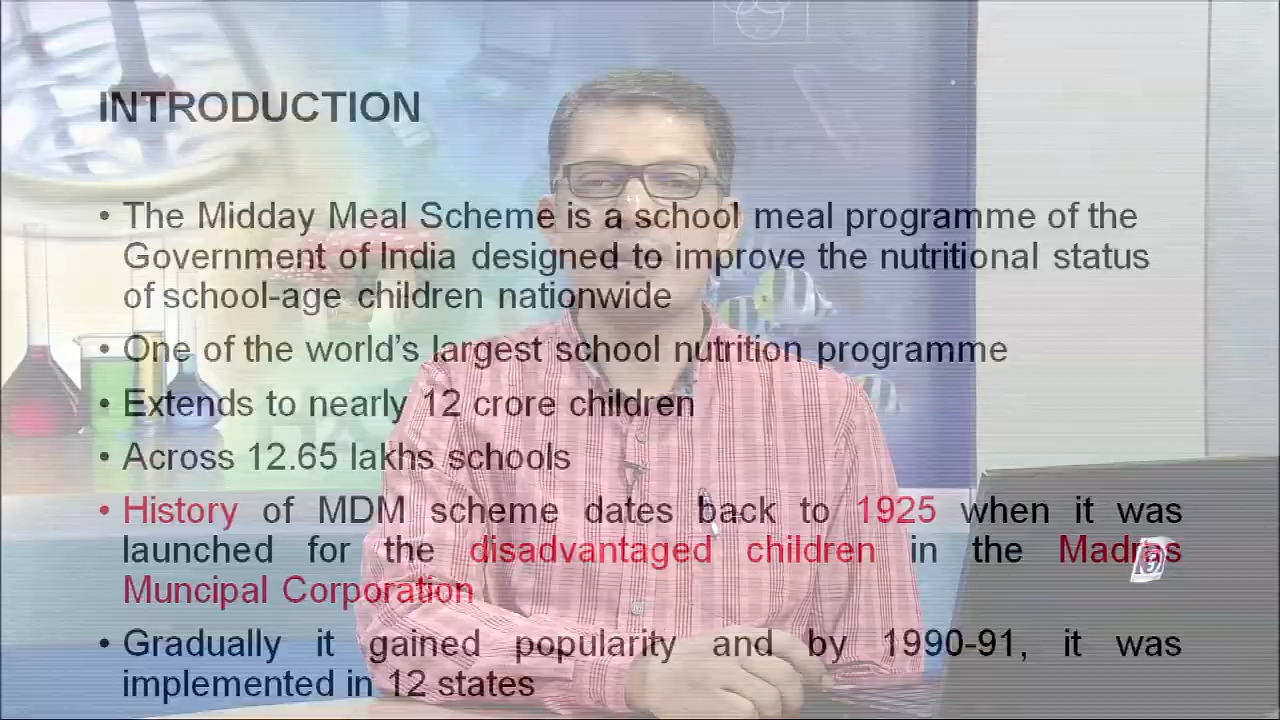 INTRODUCTION
• The Midday Meal Scheme is a school meal programme of the
Government of India designed to improve the nutritional status
of school-age children nationwide
• One of the world’s largest school nutrition programme
• Extends to nearly 12 crore children
• Across 12.65 lakhs schools
• History of MDM scheme dates back to 1925 when it was
launched for the disadvantaged children in the Madras
Muncipal Corporation
• Gradually it gained popularity and by 1990-91, it was
implemented in 12 states